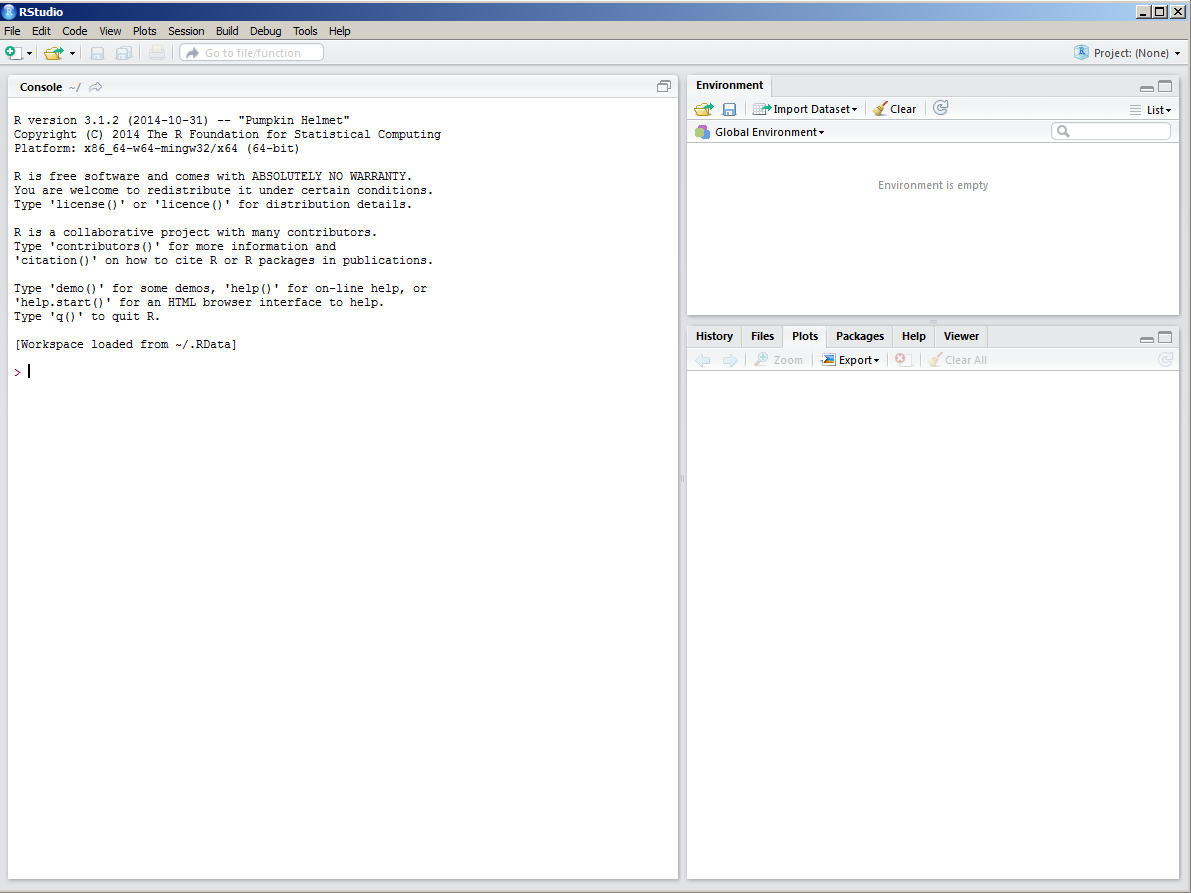 RStudio
File Edit Code View Plots Session Build Debug Tools Help
Go to file/function
Project: (None)
Console ~/
R version 3.1.2 (2014-10-31) -- "Pumpkin Helmet"
Copyright (C) 2014 The R Foundation for Statistical Computing
Platform: x86_64-w64-mingw32/x64 (64-bit)
R is free software and comes with ABSOLUTELY NO WARRANTY.
You are welcome to redistribute it under certain conditions.
Type 'license()' or 'licence()' for distribution details.
R is a collaborative project with many contributors.
Type 'contributors()' for more information and
'citation()' on how to cite R or R packages in publications.
Type 'demo()' for some demos, 'help()' for on-line help, or
'help.start()' for an HTML browser interface to help.
Type 'q()' to quit R.
[Workspace loaded from ~/.RData]
>
Environment
Import Dataset Clear List
Global Environment
Environment is empty
History Files Plots Packages Help Viewer
Zoom Export Clear All